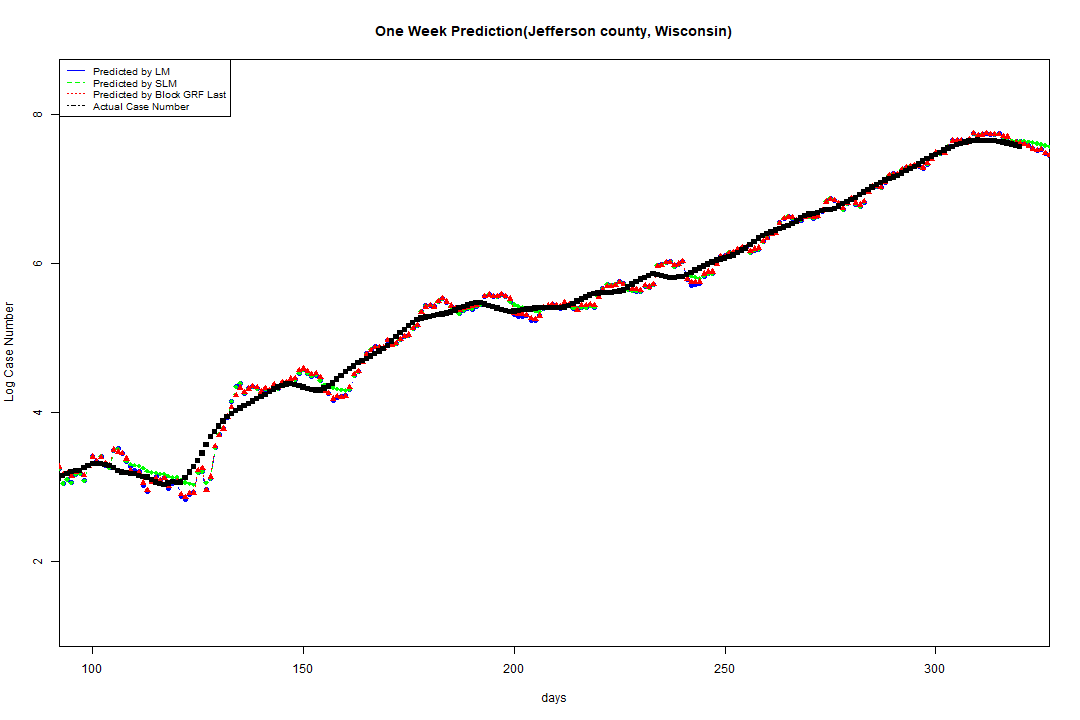 One Week Prediction(Jefferson county, Wisconsin)
Predicted by LM
Predicted by SLM
Predicted by Block GRF Last
Actual Case Number
8
6
4
2
Log Case Number
100 150 200 250 300
days